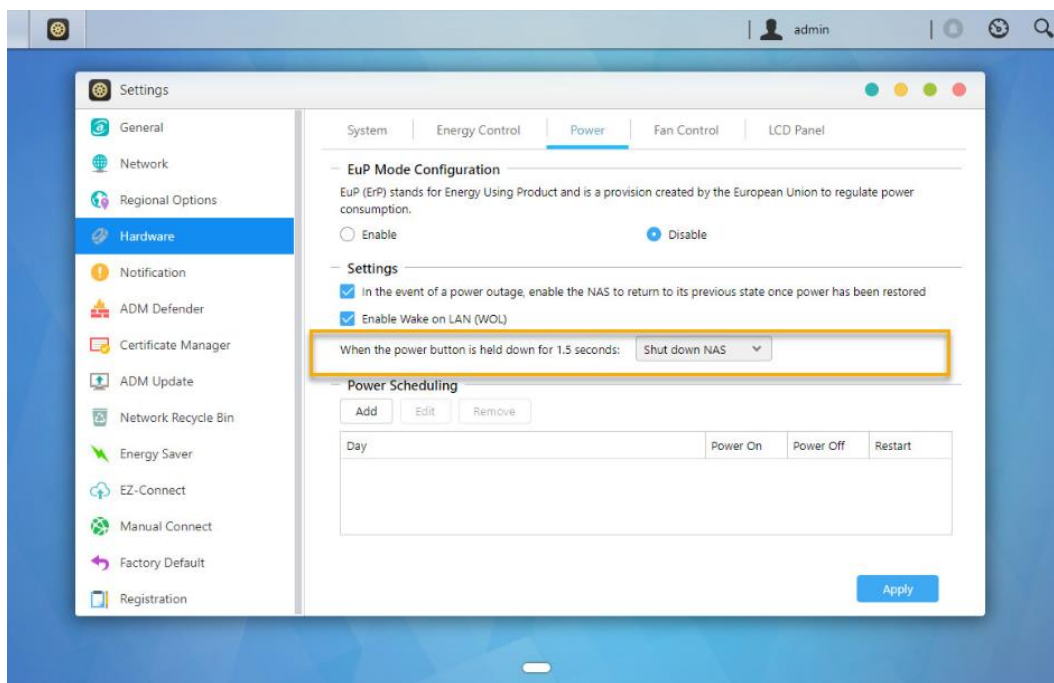 admin
Settings
General
Network
Regional Options
Hardware
Notification
ADM Defender
Certificate Manager
ADM Update
Network Recycle Bin
Energy Saver
EZ-Connect
Manual Connect
Factory Default
Registration
System Energy Control Power Fan Control LCD Panel
EuP Mode Configuration
EuP (ErP) stands for Energy Using Product and is a provision created by the European Union to regulate power
consumption.
Enable Disable
Settings
In the event of a power outage, enable the NAS to return to its previous state once power has been restored
Enable Wake on LAN (WOL)
When the power button is held down for 1.5 seconds: Shut down NAS
Power Scheduling
Add Edit Remove
Day Power On Power Off Restart
Apply